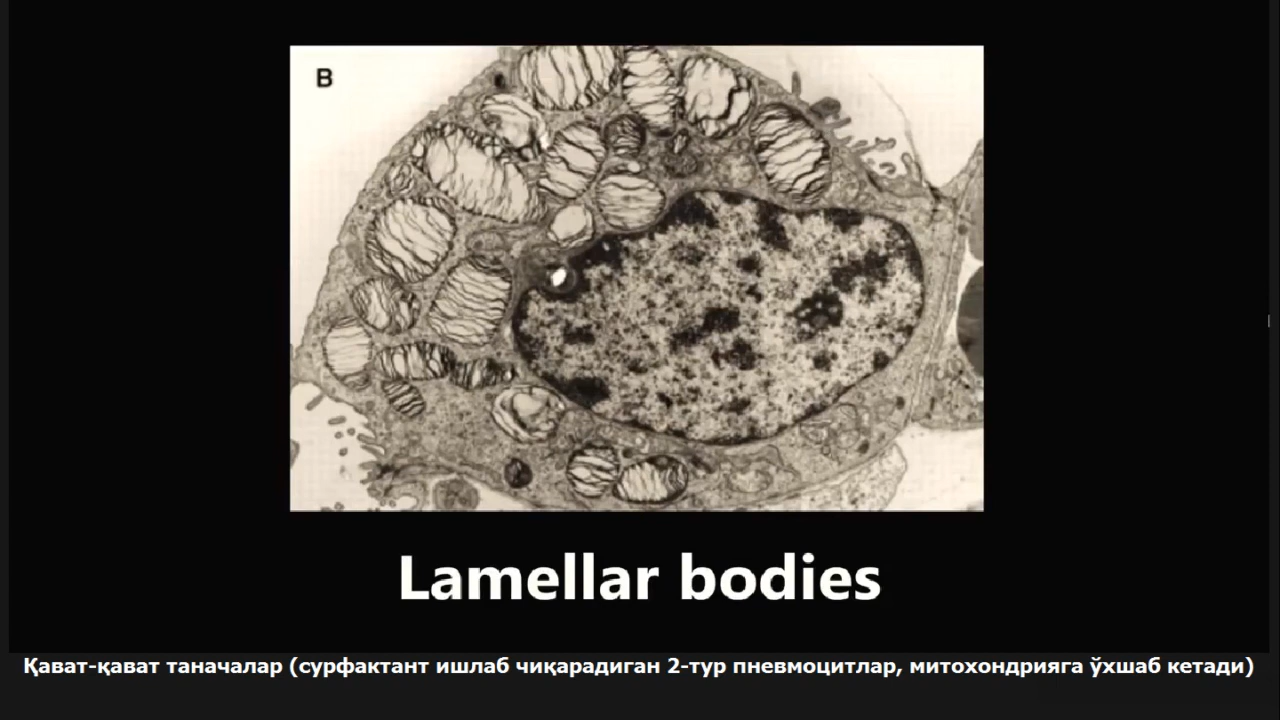 B
Lamellar bodies
Қават-қават таначалар (сурфактант ишлаб чиқарадиган 2-тур пневмоцитлар, митохондрияга ўхшаб кетади)